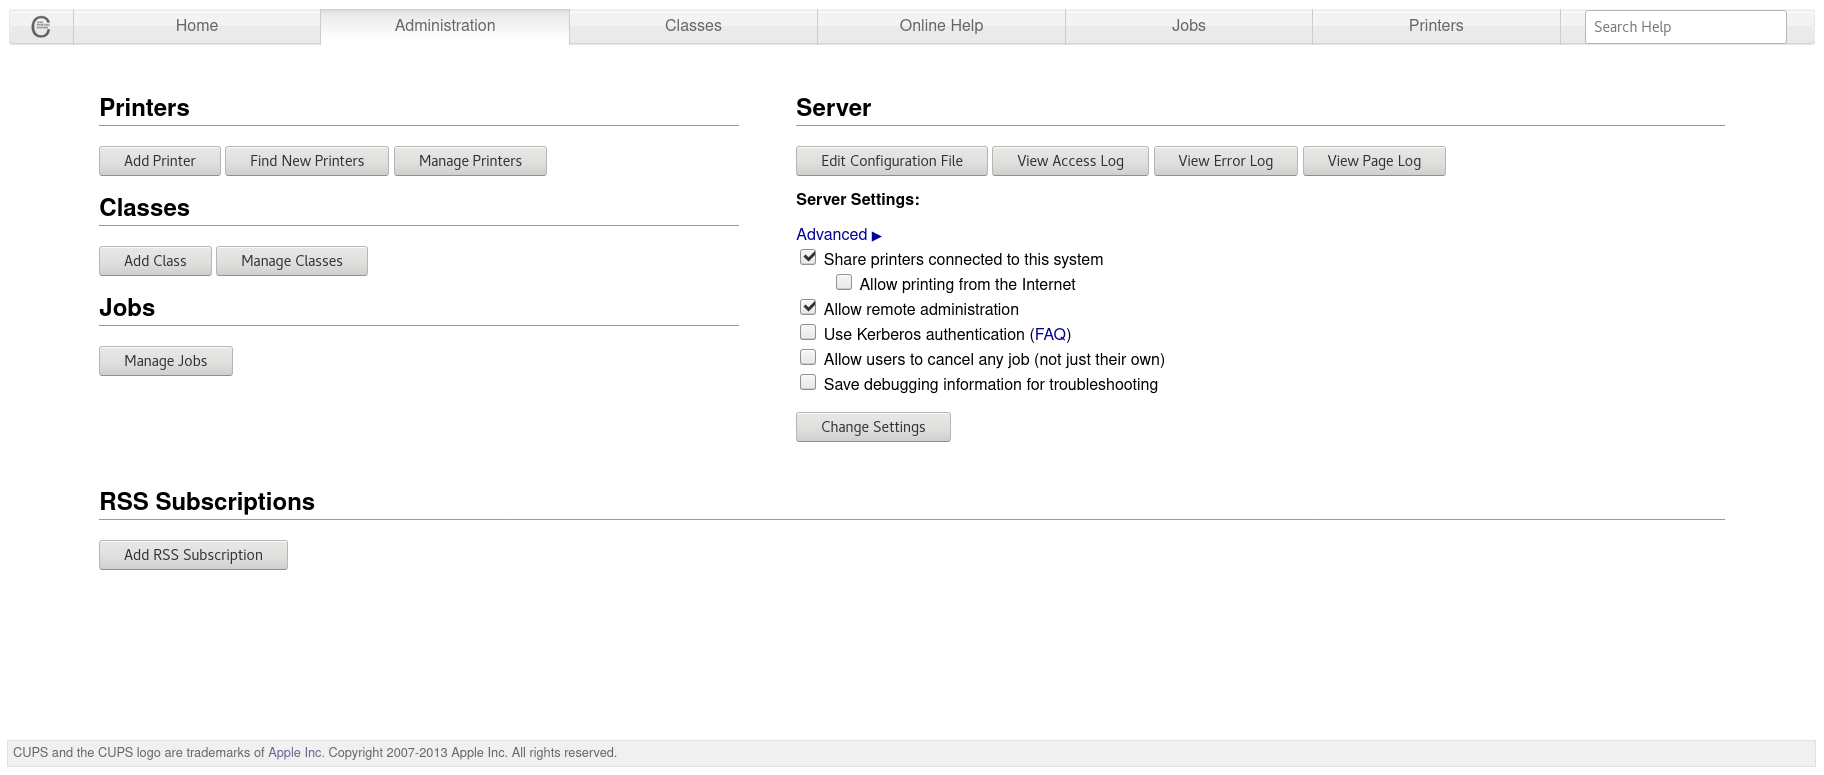 Home Administration Classes Online Help Jobs Printers Search Help
Printers
Add Printer Find New Printers Manage Printers
Classes
Add Class Manage Classes
Jobs
Manage Jobs
Server
Edit Configuration File View Access Log View Error Log View Page Log
Server Settings:
Advanced ▶
Share printers connected to this system
Allow printing from the Internet
Allow remote administration
Use Kerberos authentication (FAQ)
Allow users to cancel any job (not just their own)
Save debugging information for troubleshooting
Change Settings
RSS Subscriptions
Add RSS Subscription
CUPS and the CUPS logo are trademarks of Apple Inc. Copyright 2007-2013 Apple Inc. All rights reserved.